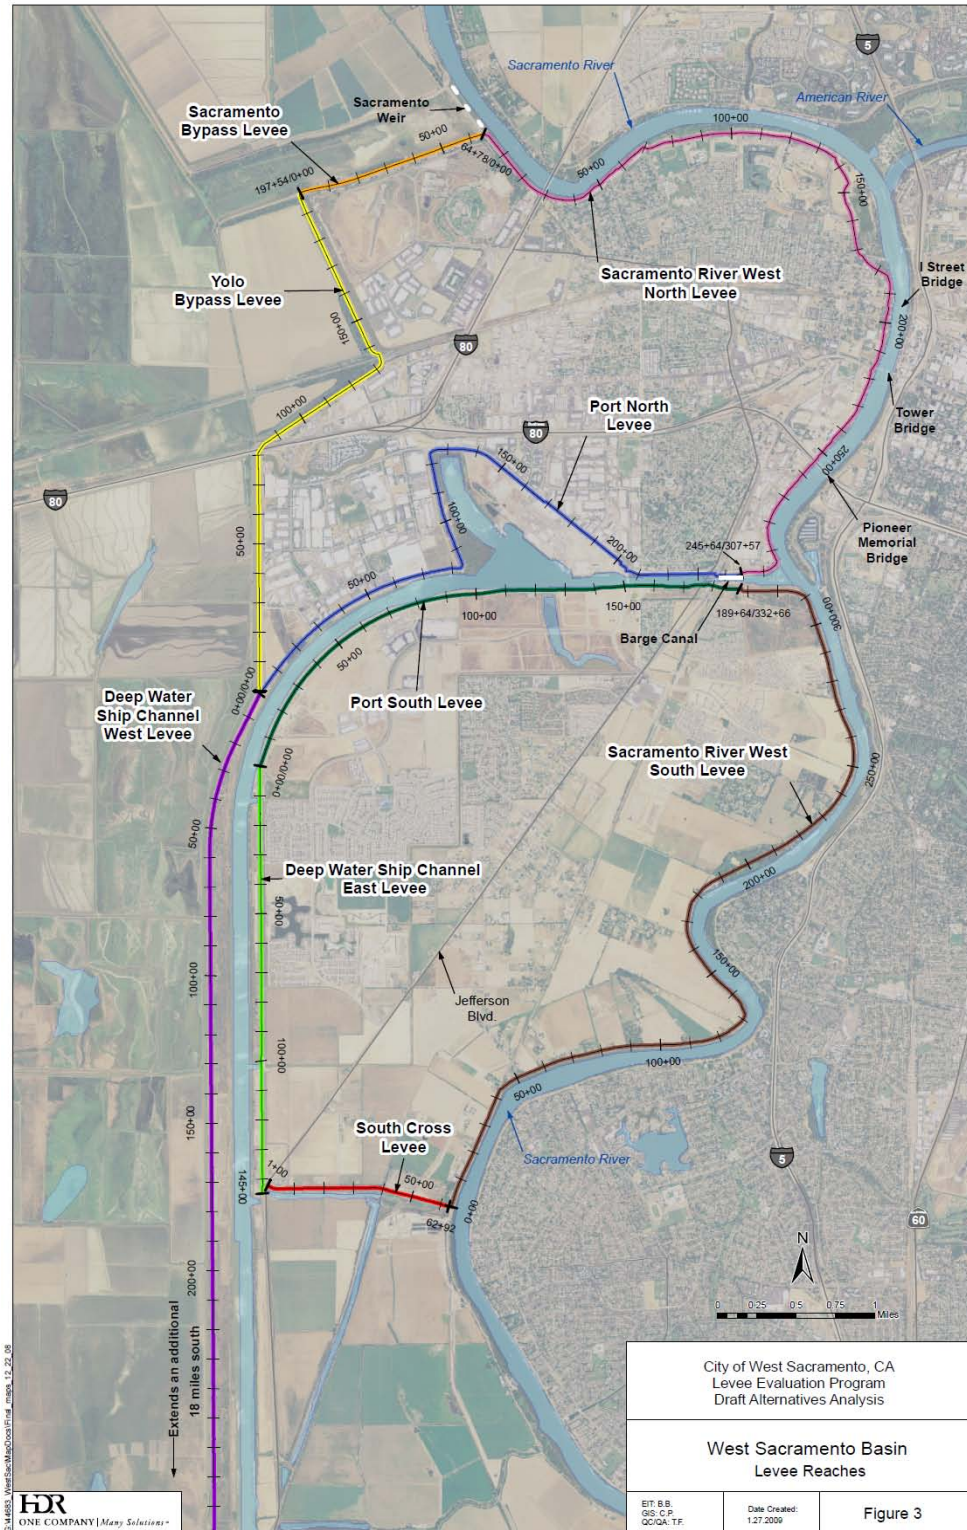 5
Sacramento River
American River
Sacramento
Bypass Levee
Sacramento
Weir
50+00
64+78/0+00
100+00
50+00
150+00
197+54/0+00
Yolo
Bypass Levee
Sacramento River West
North Levee
I Street
Bridge
150+00
200+00
80
100+00
Port North
Levee
80
Tower
Bridge
80
150+00
250+00
100+00
Pioneer
Memorial
Bridge
50+00
200+00
245+64/307+57
50+00
100+00
150+00
189+64/332+66
300+00
Barge Canal
50+00
0+00/0+00
Deep Water
Ship Channel
West Levee
Port South Levee
0+00/0+00
Sacramento River West
South Levee
250+00
50+00
Deep Water Ship Channel
East Levee
50+00
200+00
100+00
150+00
Jefferson
Blvd.
100+00
100+00
50+00
150+00
South Cross
Levee
Sacramento River
5
1+00
50+00
145+00
62+92
0+00
60
200+00
N
0 0.25 0.5 0.75 1
Miles
Extends an additional
18 miles south
City of West Sacramento, CA
Levee Evaluation Program
Draft Alternatives Analysis
West Sacramento Basin
Levee Reaches
HDR
ONE COMPANY | Many Solutions
EIT: B.B.
GIS: C.P.
QC/QA: T.F.
Date Created:
1.27.2009
Figure 3